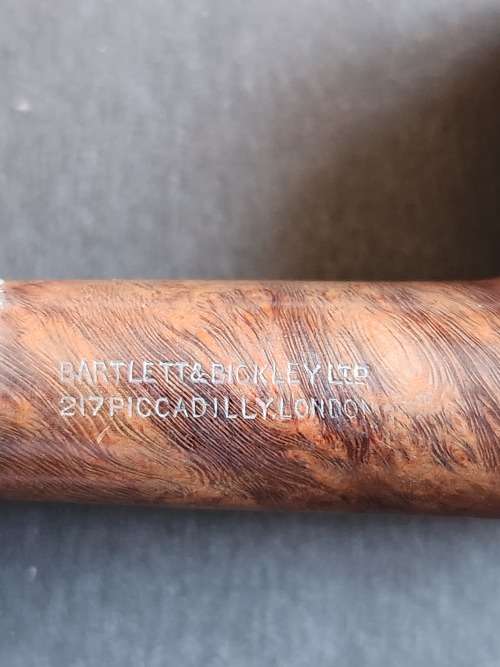 BARTLETT & BICKLEY LTD
217 PICCADILLY, LONDON